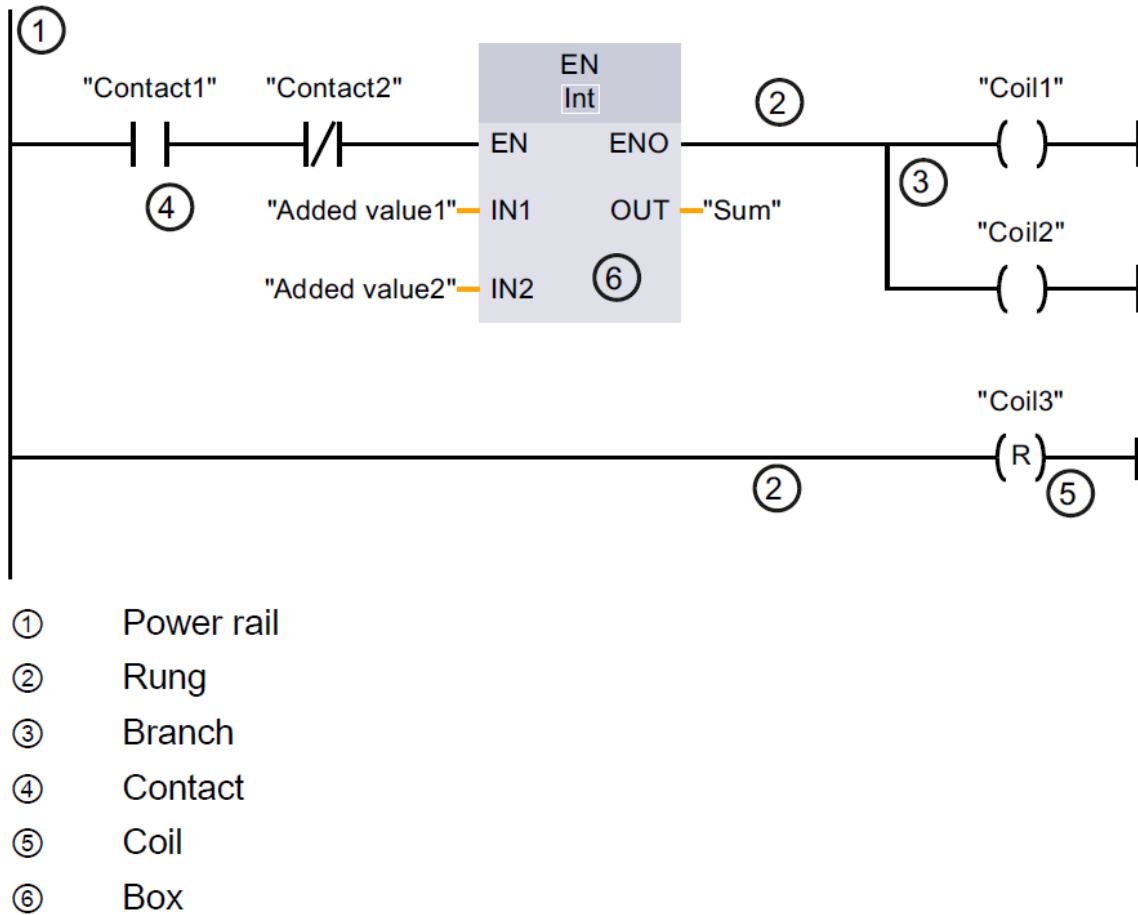 ①
"Contact1" "Contact2" EN "Coil1"
Int ②
EN ENO
③
④ "Added value1" IN1 OUT "Sum"
"Coil2"
"Added value2" IN2 ⑥
"Coil3"
R
② ⑤
① Power rail
② Rung
③ Branch
④ Contact
⑤ Coil
⑥ Box